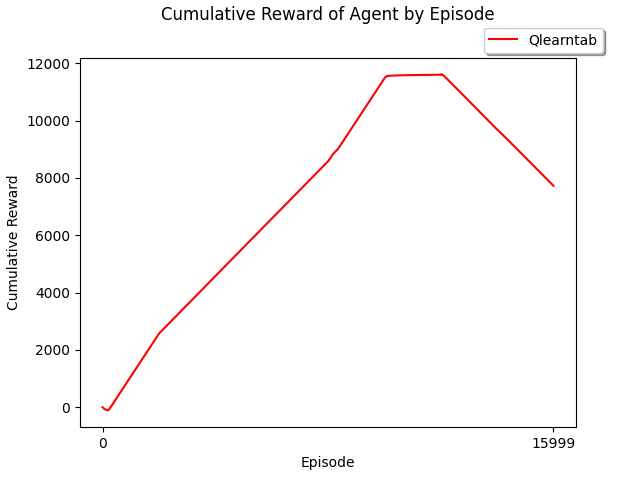 Cumulative Reward of Agent by Episode
Qlearntab
12000
10000
8000
6000
4000
2000
0
Cumulative Reward
0 15999
Episode